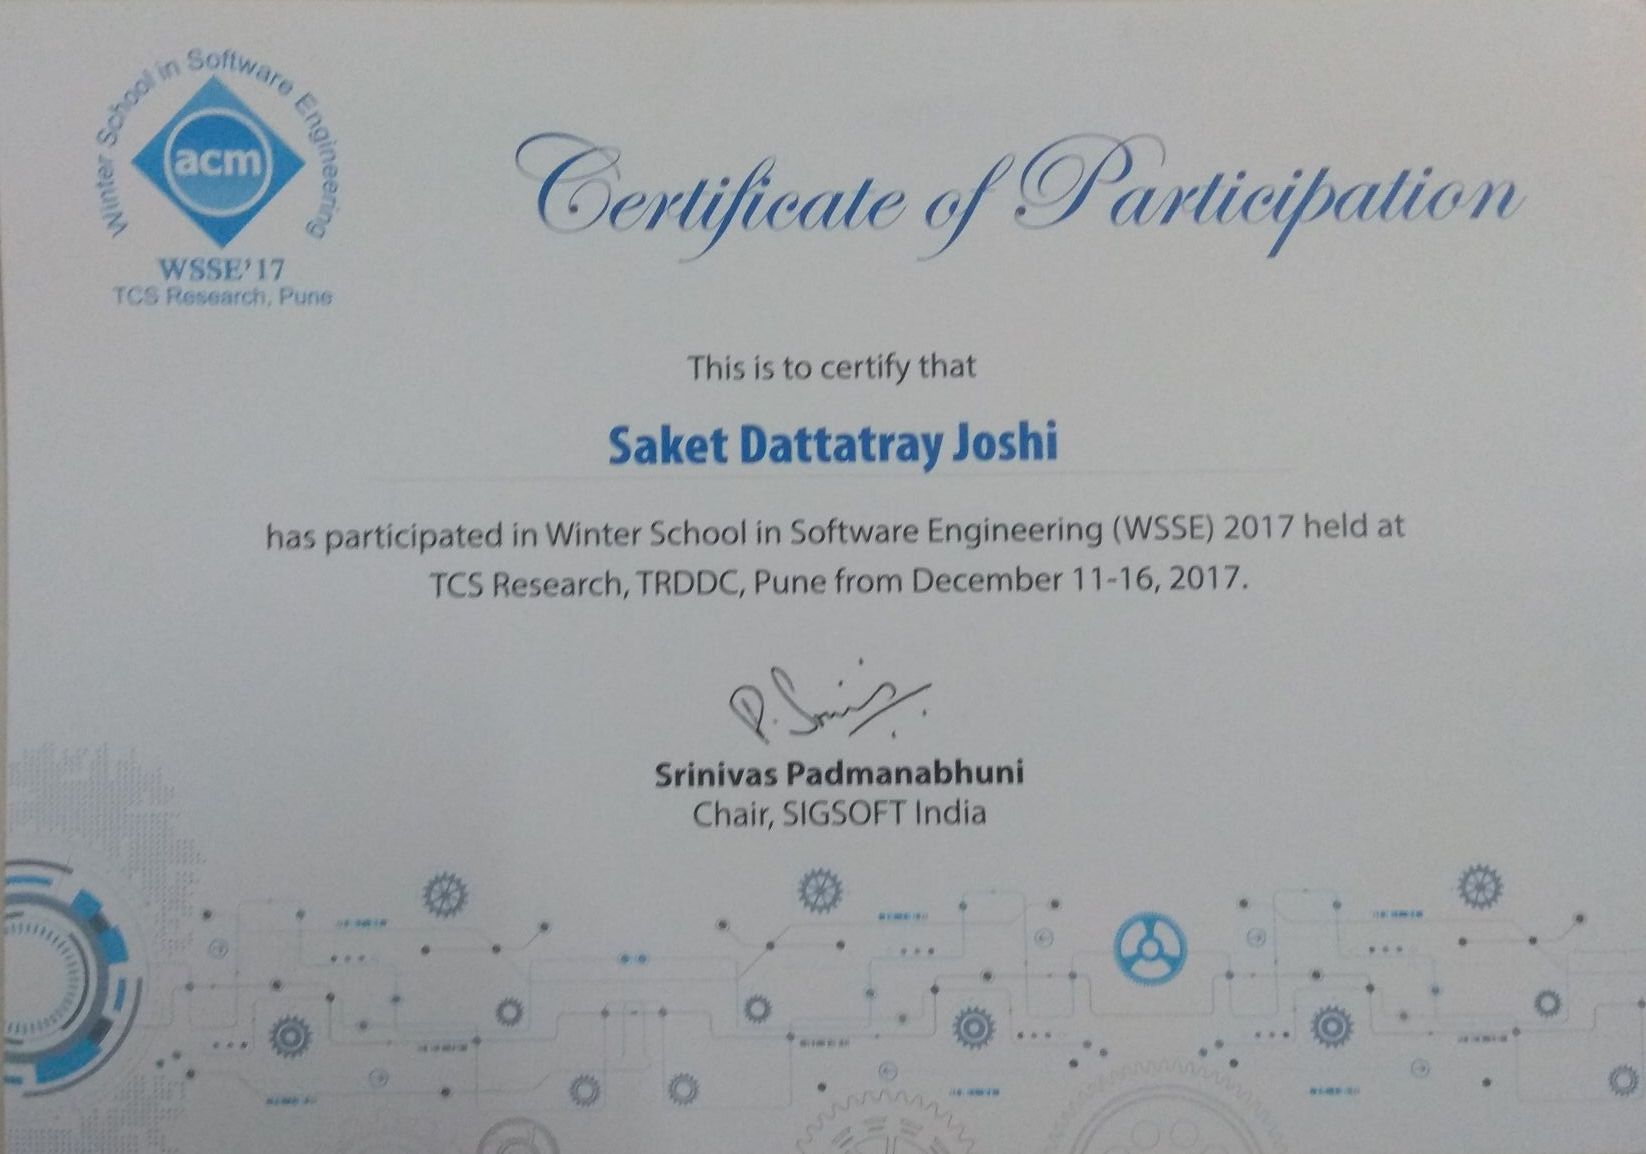 Winter School in Software Engineering
acm
WSSE'17
TCS Research, Pune
Certificate of Participation
This is to certify that
Saket Dattatray Joshi
has participated in Winter School in Software Engineering (WSSE) 2017 held at
TCS Research, TRDDC, Pune from December 11-16, 2017.
Srinivas Padmanabhuni
Chair, SIGSOFT India